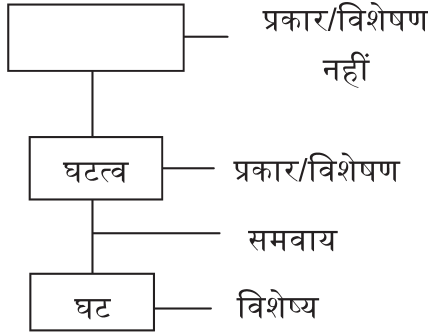 प्रकार/विशेषण
नहीं
घटत्व प्रकार/विशेषण
समवाय
घट विशेष्य